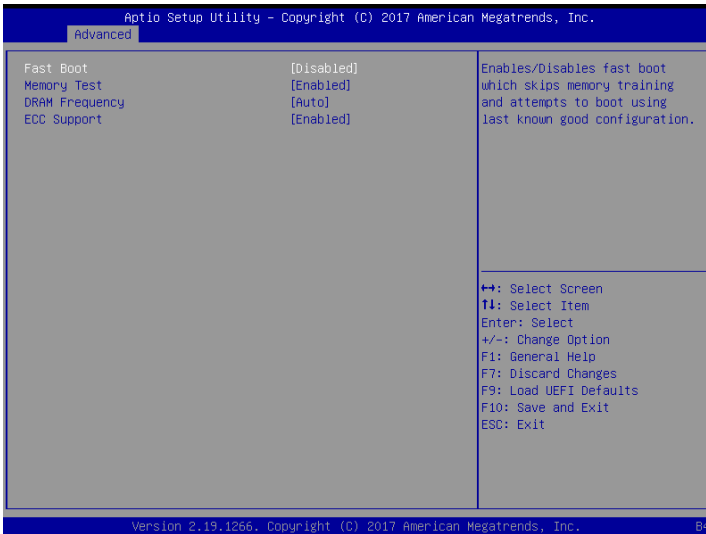 Aptio Setup Utility – Copyright (C) 2017 American Megatrends, Inc.
Advanced
Fast Boot [Disabled]
Memory Test [Enabled]
DRAM Frequency [Auto]
ECC Support [Enabled]
Enables/Disables fast boot
which skips memory training
and attempts to boot using
last known good configuration.
↔: Select Screen
↑↓: Select Item
Enter: Select
+/-: Change Option
F1: General Help
F7: Discard Changes
F9: Load UEFI Defaults
F10: Save and Exit
ESC: Exit
Version 2.19.1266. Copyright (C) 2017 American Megatrends, Inc.